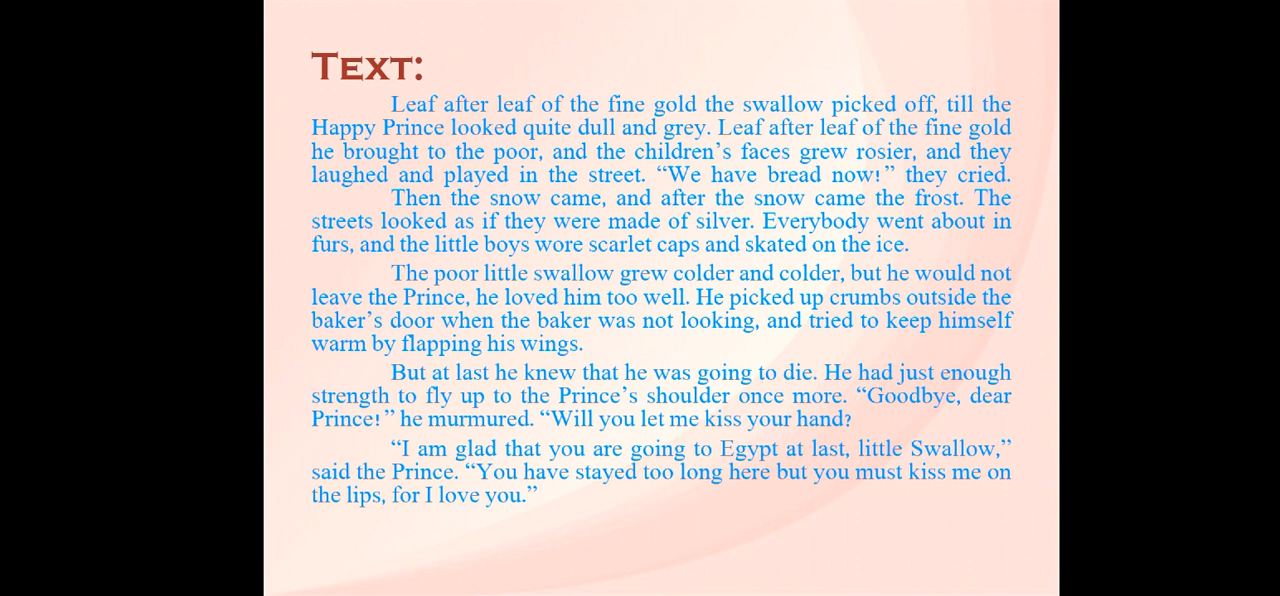 TEXT:
Leaf after leaf of the fine gold the swallow picked off, till the
Happy Prince looked quite dull and grey. Leaf after leaf of the fine gold
he brought to the poor, and the children’s faces grew rosier, and they
laughed and played in the street. “We have bread now!” they cried.
Then the snow came, and after the snow came the frost. The
streets looked as if they were made of silver. Everybody went about in
furs, and the little boys wore scarlet caps and skated on the ice.
The poor little swallow grew colder and colder, but he would not
leave the Prince, he loved him too well. He picked up crumbs outside the
baker’s door when the baker was not looking, and tried to keep himself
warm by flapping his wings.
But at last he knew that he was going to die. He had just enough
strength to fly up to the Prince’s shoulder once more. “Goodbye, dear
Prince!” he murmured. “Will you let me kiss your hand?
“I am glad that you are going to Egypt at last, little Swallow,”
said the Prince. “You have stayed too long here but you must kiss me on
the lips, for I love you.”